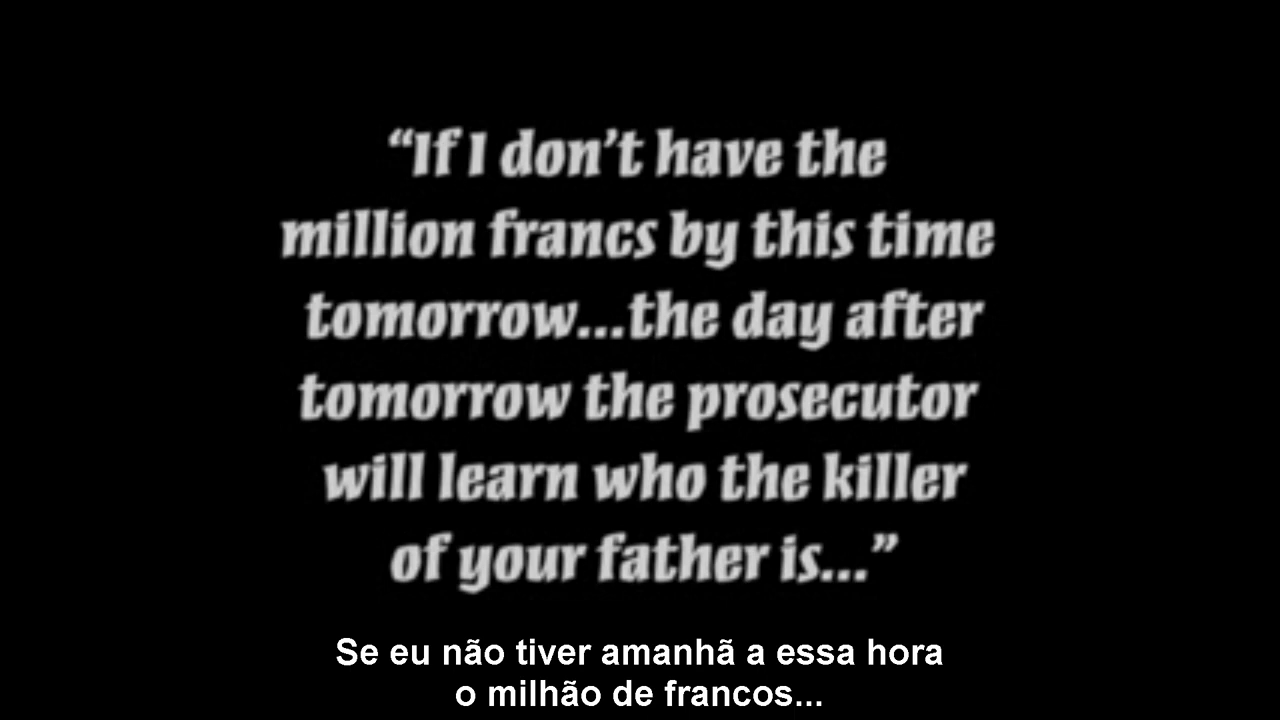 “If I don’t have the
million francs by this time
tomorrow...the day after
tomorrow the prosecutor
will learn who the killer
of your father is...”
Se eu não tiver amanhã a essa hora
o milhão de francos...